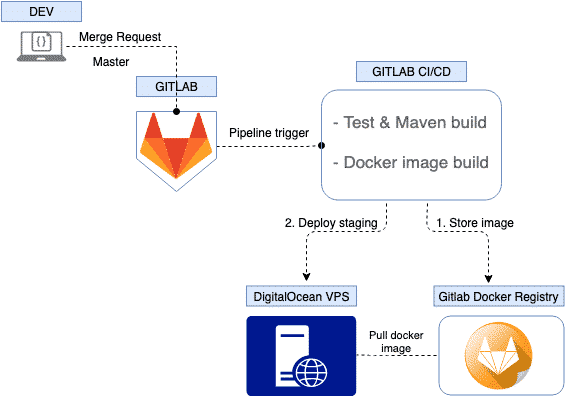 DEV
{}
Merge Request
Master
GITLAB
GITLAB CI/CD
Pipeline trigger
- Test & Maven build
- Docker image build
2. Deploy staging
1. Store image
DigitalOcean VPS
Gitlab Docker Registry
Pull docker
image